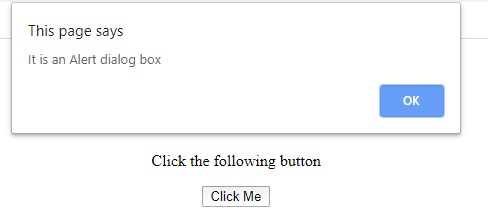 This page says
It is an Alert dialog box
OK
Click the following button
Click Me